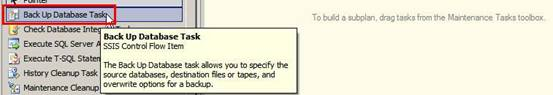 Pointer
Back Up Database Task
To build a subplan, drag tasks from the Maintenance Tasks toolbox.
Check Database Integrity Task
Back Up Database Task
Execute SQL Server A
SSIS Control Flow Item
Execute T-SQL Statem
The Back Up Database task allows you to specify the
History Cleanup Task
source databases, destination files or tapes, and
Maintenance Cleanup
overwrite options for a backup.